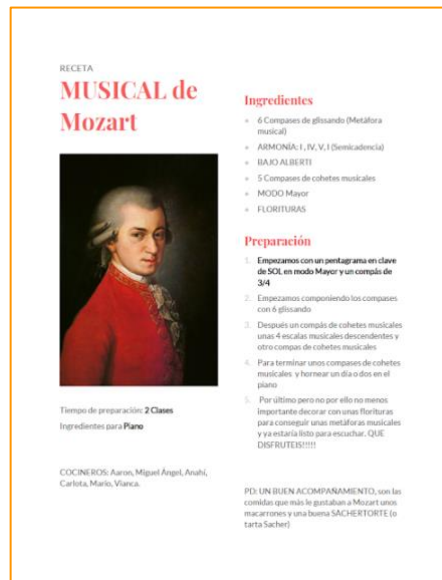 RECETA
MUSICAL de
Mozart
Tiempo de preparación: 2 Clases
Ingredientes para Piano
COCINEROS: Aaron, Miguel Ángel, Anahí,
Carlota, Mario, Vianca.
Ingredientes
● 6 Compases de glissando (Metáfora
musical)
● ARMONÍA: I , IV, V, I (Semicadencia)
● BAJO ALBERTI
● 5 Compases de cohetes musicales
● MODO Mayor
● FLORITURAS
Preparación
1. Empezamos con un pentagrama en clave
de SOL en modo Mayor y un compás de
3/4
2. Empezamos componiendo los compases
con 6 glissando
3. Después un compás de cohetes musicales
unas 4 escalas musicales descendentes y
otro compas de cohetes musicales
4. Para terminar unos compases de cohetes
musicales y hornear un día o dos en el
piano
5. Por último pero no por ello no menos
importante decorar con unas florituras
para conseguir unas metáforas musicales
y ya estaría listo para escuchar. QUE
DISFRUTEIS!!!!!
PD: UN BUEN ACOMPAÑAMIENTO, son las
comidas que más le gustaban a Mozart unos
macarrones y una buena SACHERTORTE (o
tarta Sacher)